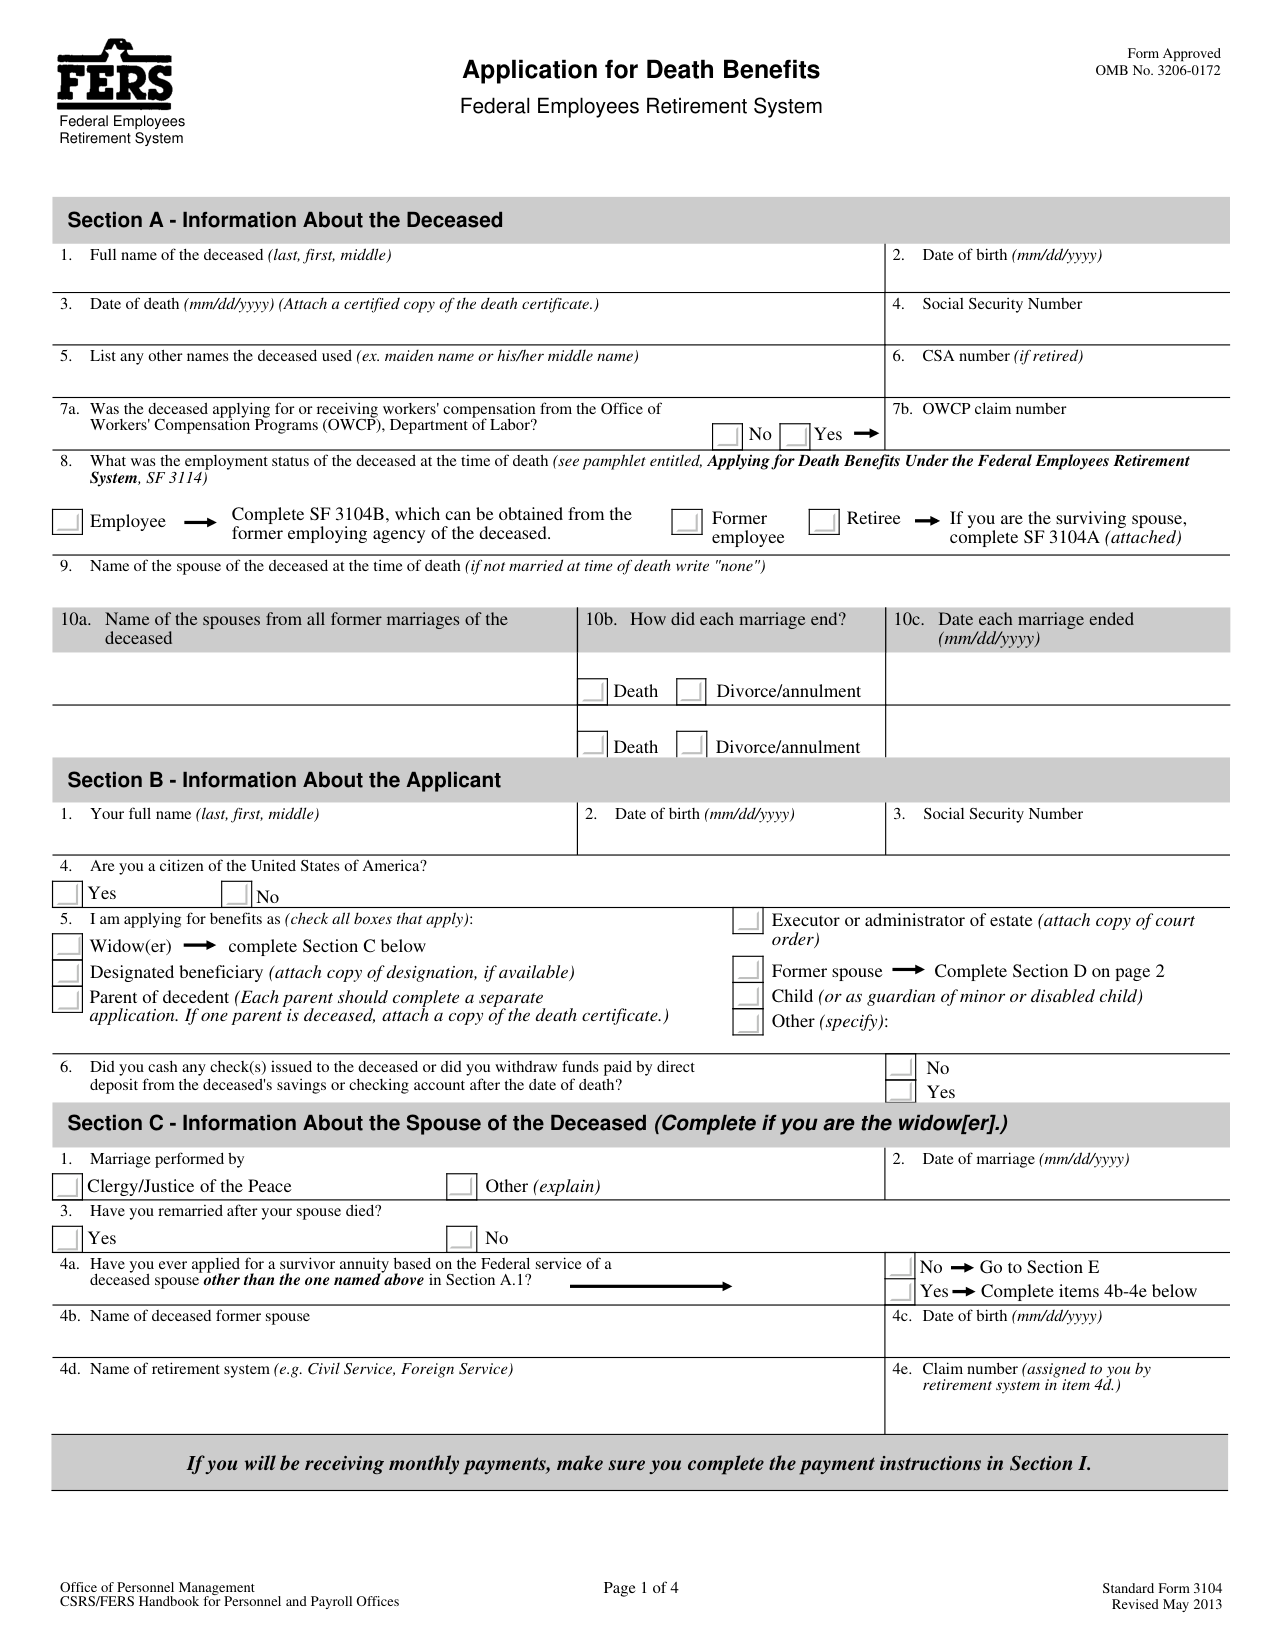 FERS
Federal Employees
Retirement System
Application for Death Benefits
Federal Employees Retirement System
Form Approved
OMB No. 3206-0172
Section A - Information About the Deceased
1. Full name of the deceased (last, first, middle)
2. Date of birth (mm/dd/yyyy)
3. Date of death (mm/dd/yyyy) (Attach a certified copy of the death certificate.)
4. Social Security Number
5. List any other names the deceased used (ex. maiden name or his/her middle name)
6. CSA number (if retired)
7a. Was the deceased applying for or receiving workers' compensation from the Office of
Workers' Compensation Programs (OWCP), Department of Labor?
No
Yes
7b. OWCP claim number
8. What was the employment status of the deceased at the time of death (see pamphlet entitled, Applying for Death Benefits Under the Federal Employees Retirement
System, SF 3114)
Employee
Complete SF 3104B, which can be obtained from the
former employing agency of the deceased.
Former
employee
Retiree
If you are the surviving spouse,
complete SF 3104A (attached)
9. Name of the spouse of the deceased at the time of death (if not married at time of death write "none")
10a. Name of the spouses from all former marriages of the
deceased
10b. How did each marriage end?
10c. Date each marriage ended
(mm/dd/yyyy)
Death
Divorce/annulment
Death
Divorce/annulment
Section B - Information About the Applicant
1. Your full name (last, first, middle)
2. Date of birth (mm/dd/yyyy)
3. Social Security Number
4. Are you a citizen of the United States of America?
Yes
No
5. I am applying for benefits as (check all boxes that apply):
Widow(er)
complete Section C below
Designated beneficiary (attach copy of designation, if available)
Parent of decedent (Each parent should complete a separate
application. If one parent is deceased, attach a copy of the death certificate.)
Executor or administrator of estate (attach copy of court
order)
Former spouse
Complete Section D on page 2
Child (or as guardian of minor or disabled child)
Other (specify):
6. Did you cash any check(s) issued to the deceased or did you withdraw funds paid by direct
deposit from the deceased's savings or checking account after the date of death?
No
Yes
Section C - Information About the Spouse of the Deceased (Complete if you are the widow[er].)
1. Marriage performed by
Clergy/Justice of the Peace
Other (explain)
2. Date of marriage (mm/dd/yyyy)
3. Have you remarried after your spouse died?
Yes
No
4a. Have you ever applied for a survivor annuity based on the Federal service of a
deceased spouse other than the one named above in Section A.1?
No
Go to Section E
Yes
Complete items 4b-4e below
4b. Name of deceased former spouse
4c. Date of birth (mm/dd/yyyy)
4d. Name of retirement system (e.g. Civil Service, Foreign Service)
4e. Claim number (assigned to you by
retirement system in item 4d.)
If you will be receiving monthly payments, make sure you complete the payment instructions in Section I.
Office of Personnel Management
CSRS/FERS Handbook for Personnel and Payroll Offices
Page 1 of 4
Standard Form 3104
Revised May 2013